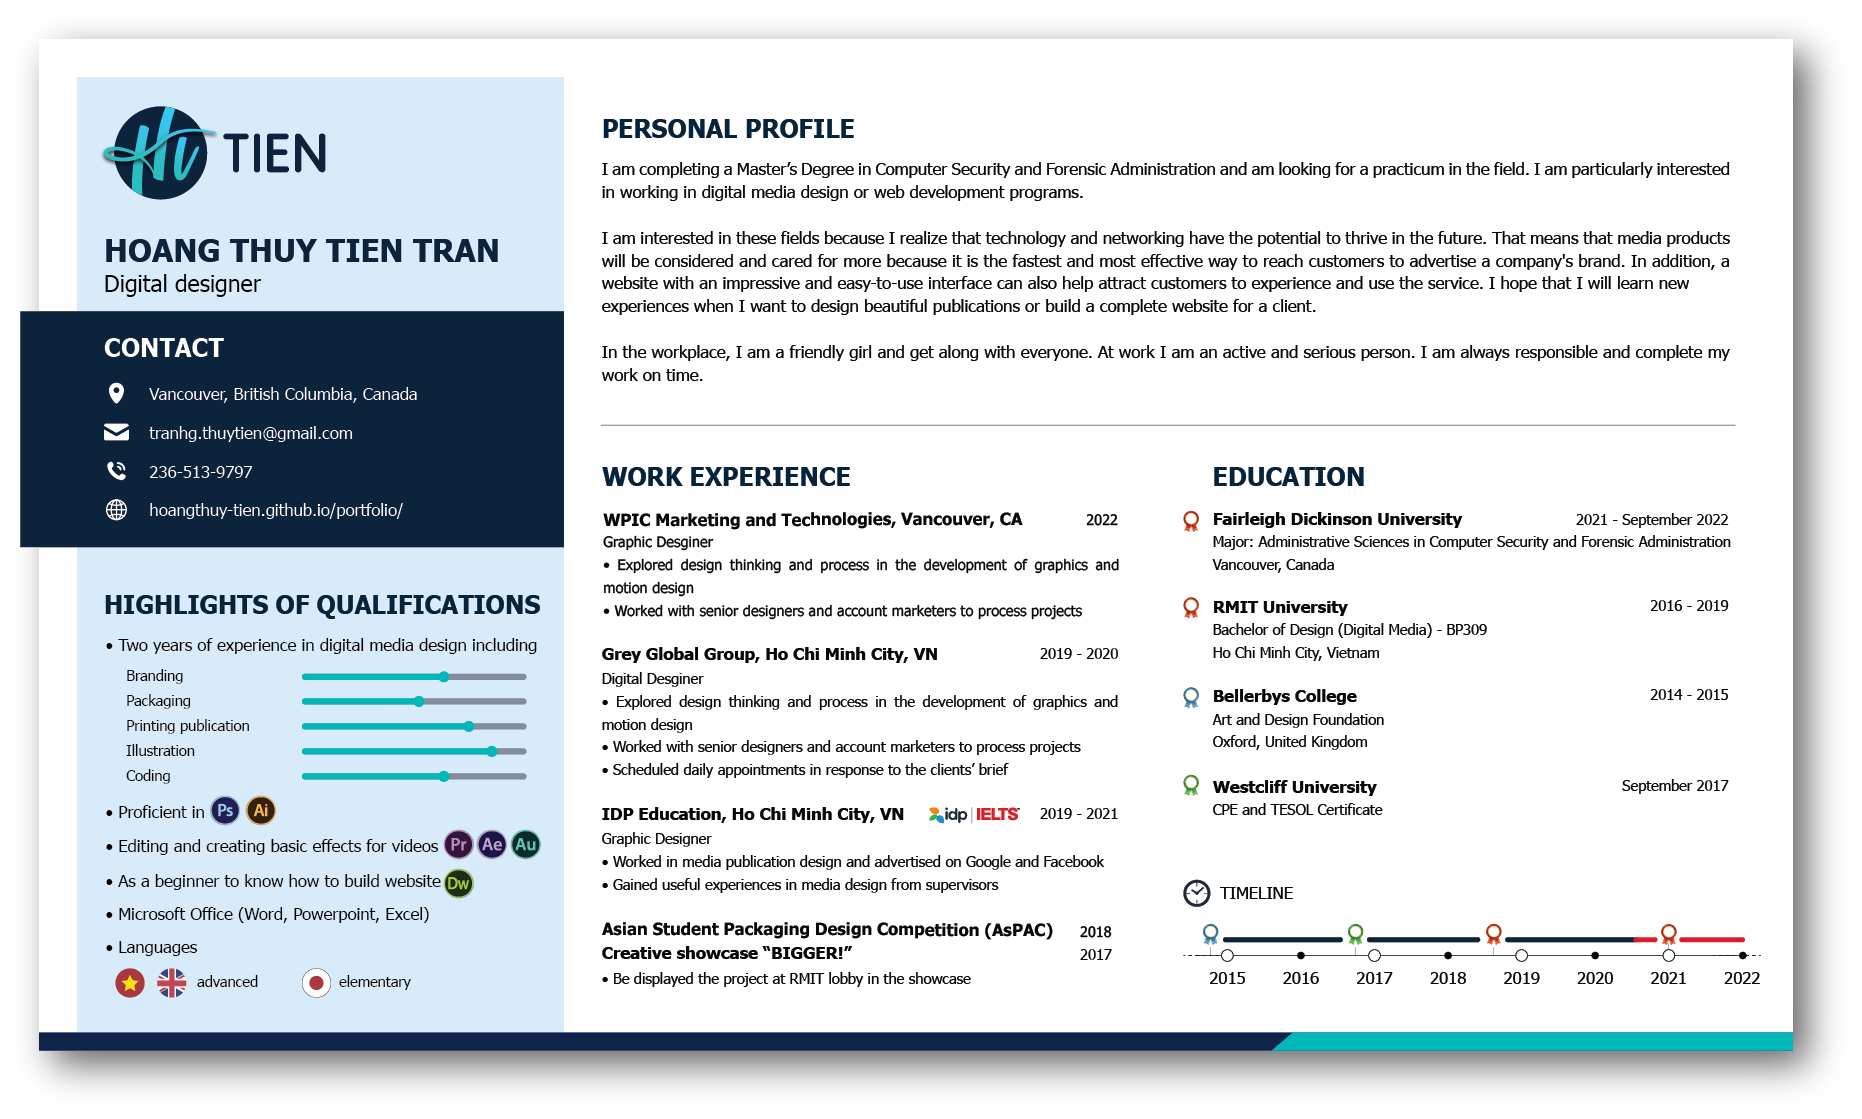 Hi TIEN
HOANG THUY TIEN TRAN
Digital designer
CONTACT
Vancouver, British Columbia, Canada
tranhg.thuytien@gmail.com
236-513-9797
hoangthuy-tien.github.io/portfolio/
HIGHLIGHTS OF QUALIFICATIONS
• Two years of experience in digital media design including
Branding
Packaging
Printing publication
Illustration
Coding
• Proficient in Ps Ai
• Editing and creating basic effects for videos Pr Ae Au
• As a beginner to know how to build website Dw
• Microsoft Office (Word, Powerpoint, Excel)
• Languages
advanced elementary
PERSONAL PROFILE
I am completing a Master’s Degree in Computer Security and Forensic Administration and am looking for a practicum in the field. I am particularly interested
in working in digital media design or web development programs.
I am interested in these fields because I realize that technology and networking have the potential to thrive in the future. That means that media products
will be considered and cared for more because it is the fastest and most effective way to reach customers to advertise a company's brand. In addition, a
website with an impressive and easy-to-use interface can also help attract customers to experience and use the service. I hope that I will learn new
experiences when I want to design beautiful publications or build a complete website for a client.
In the workplace, I am a friendly girl and get along with everyone. At work I am an active and serious person. I am always responsible and complete my
work on time.
WORK EXPERIENCE
WPIC Marketing and Technologies, Vancouver, CA 2022
Graphic Desginer
• Explored design thinking and process in the development of graphics and
motion design
• Worked with senior designers and account marketers to process projects
Grey Global Group, Ho Chi Minh City, VN 2019 - 2020
Digital Desginer
• Explored design thinking and process in the development of graphics and
motion design
• Worked with senior designers and account marketers to process projects
• Scheduled daily appointments in response to the clients’ brief
IDP Education, Ho Chi Minh City, VN idp IELTS 2019 - 2021
Graphic Designer
• Worked in media publication design and advertised on Google and Facebook
• Gained useful experiences in media design from supervisors
Asian Student Packaging Design Competition (AsPAC) 2018
Creative showcase “BIGGER!” 2017
• Be displayed the project at RMIT lobby in the showcase
EDUCATION
Fairleigh Dickinson University 2021 - September 2022
Major: Administrative Sciences in Computer Security and Forensic Administration
Vancouver, Canada
RMIT University 2016 - 2019
Bachelor of Design (Digital Media) - BP309
Ho Chi Minh City, Vietnam
Bellerbys College 2014 - 2015
Art and Design Foundation
Oxford, United Kingdom
Westcliff University September 2017
CPE and TESOL Certificate
TIMELINE
2015 2016 2017 2018 2019 2020 2021 2022